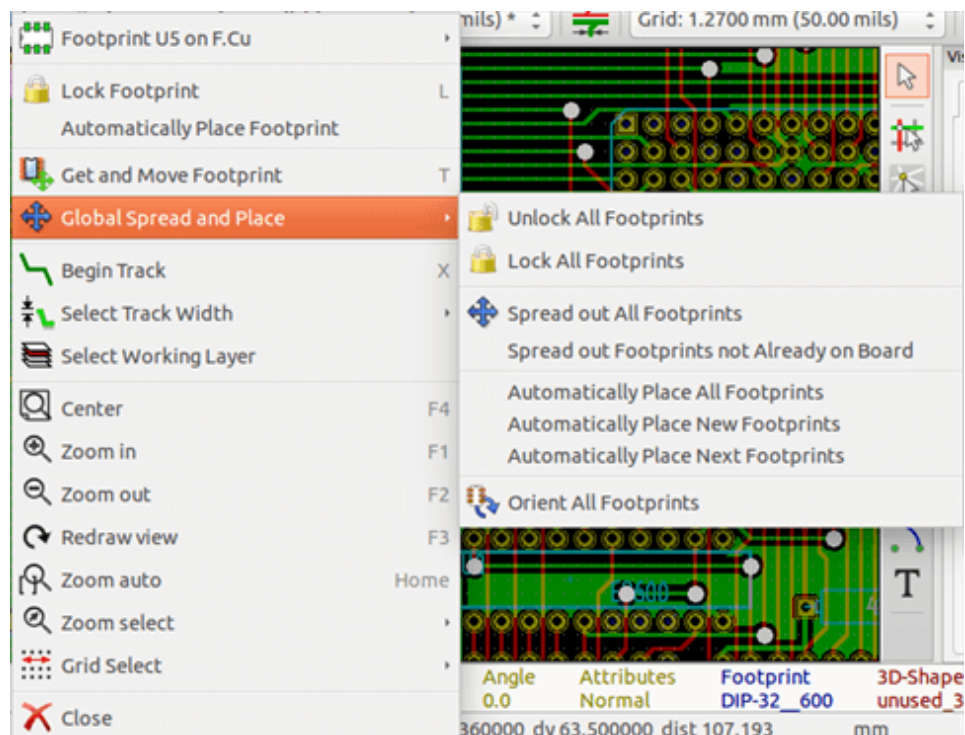 mils) *
Grid: 1.2700 mm (50.00 mils)
Vis
Footprint U5 on F.Cu
Lock Footprint L
Automatically Place Footprint
Get and Move Footprint T
Global Spread and Place
Begin Track X
Select Track Width
Select Working Layer
Center F4
Zoom in F1
Zoom out F2
Redraw view F3
Zoom auto Home
Zoom select
Grid Select
Close
Unlock All Footprints
Lock All Footprints
Spread out All Footprints
Spread out Footprints not Already on Board
Automatically Place All Footprints
Automatically Place New Footprints
Automatically Place Next Footprints
Orient All Footprints
T
Angle Attributes Footprint 3D-Shape
0.0 Normal DIP-32__600 unused_3
360000 dy 63.500000 dist 107.193 mm